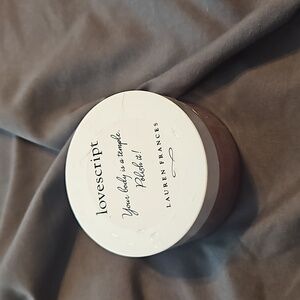 lovescript
Your body is a temple.
Polish it!
LAUREN FRANCES